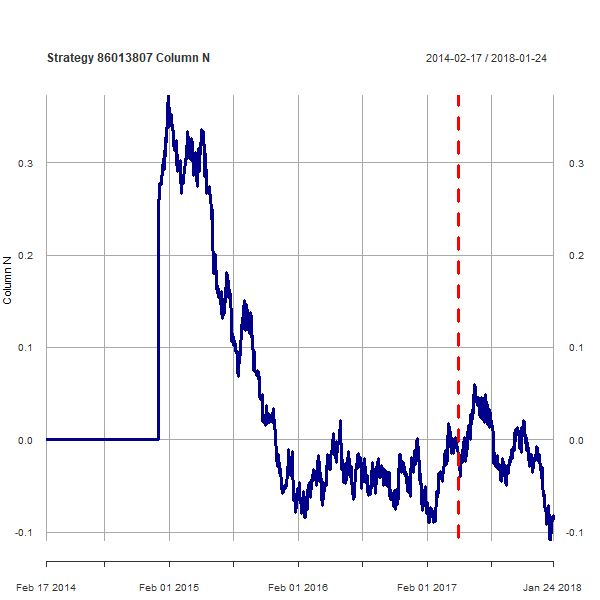 Strategy 86013807 Column N
2014-02-17 / 2018-01-24
Column N
0.3
0.3
0.2
0.2
0.1
0.1
0.0
0.0
-0.1
-0.1
Feb 17 2014
Feb 01 2015
Feb 01 2016
Feb 01 2017
Jan 24 2018